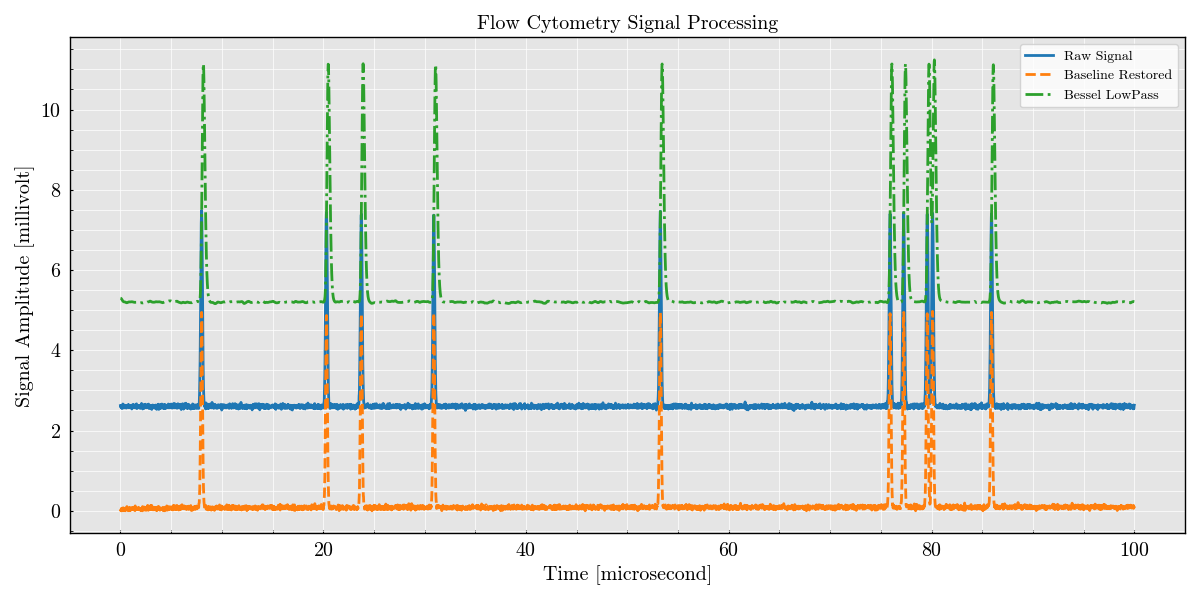 Flow Cytometry Signal Processing
Raw Signal
Baseline Restored
Bessel LowPass
Signal Amplitude [millivolt]
10
8
6
4
2
0
0 20 40 60 80 100
Time [microsecond]